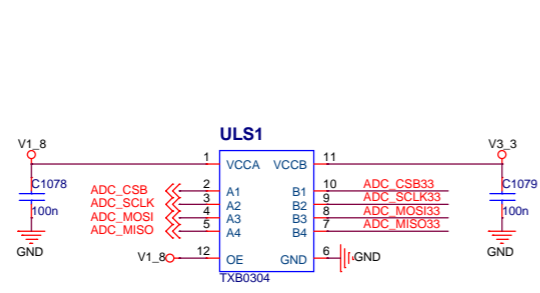 ULS1
V1_8
V3_3
1
VCCA
VCCB
11
C1078
100n
GND
ADC_CSB
2
A1
B1
10
ADC_CSB33
ADC_SCLK
3
A2
B2
9
ADC_SCLK33
ADC_MOSI
4
A3
B3
8
ADC_MOSI33
ADC_MISO
5
A4
B4
7
ADC_MISO33
C1079
100n
GND
V1_8
12
OE
GND
6
GND
TXB0304